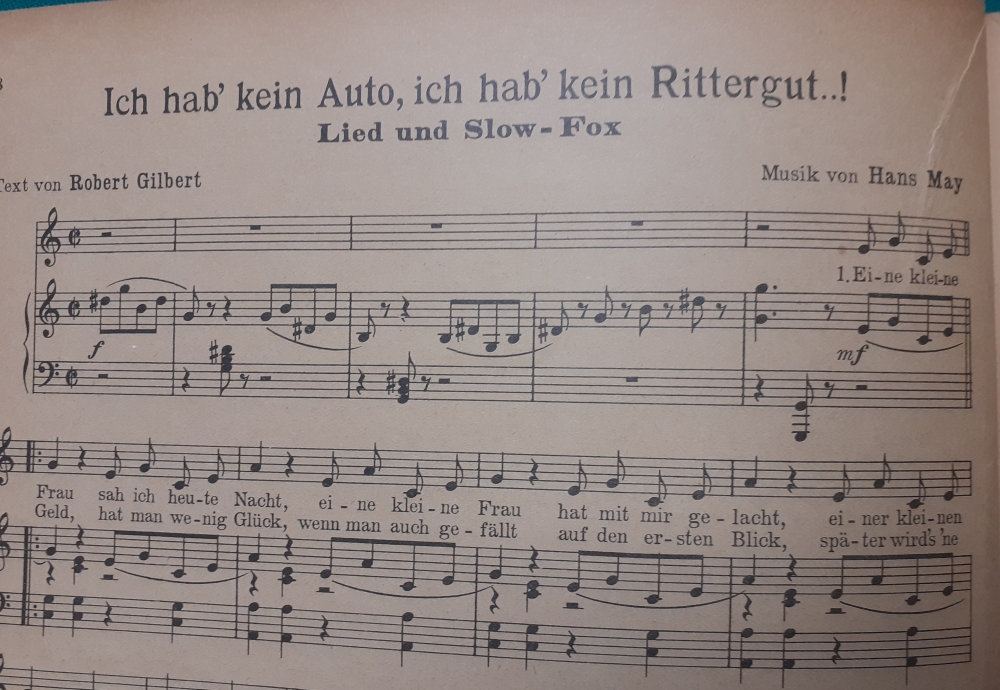 Ich hab' kein Auto, ich hab' kein Rittergut..!
Lied und Slow-Fox
Text von Robert Gilbert
Musik von Hans May
1. Ei-ne klei-ne
f
mf
Frau sah ich heu-te Nacht, ei-ne klei-ne Frau hat mit mir ge-lacht, ei-ner klei-nen
Geld, hat man we-nig Glück, wenn man auch ge-fällt auf den er-sten Blick, spä-ter wird's 'ne